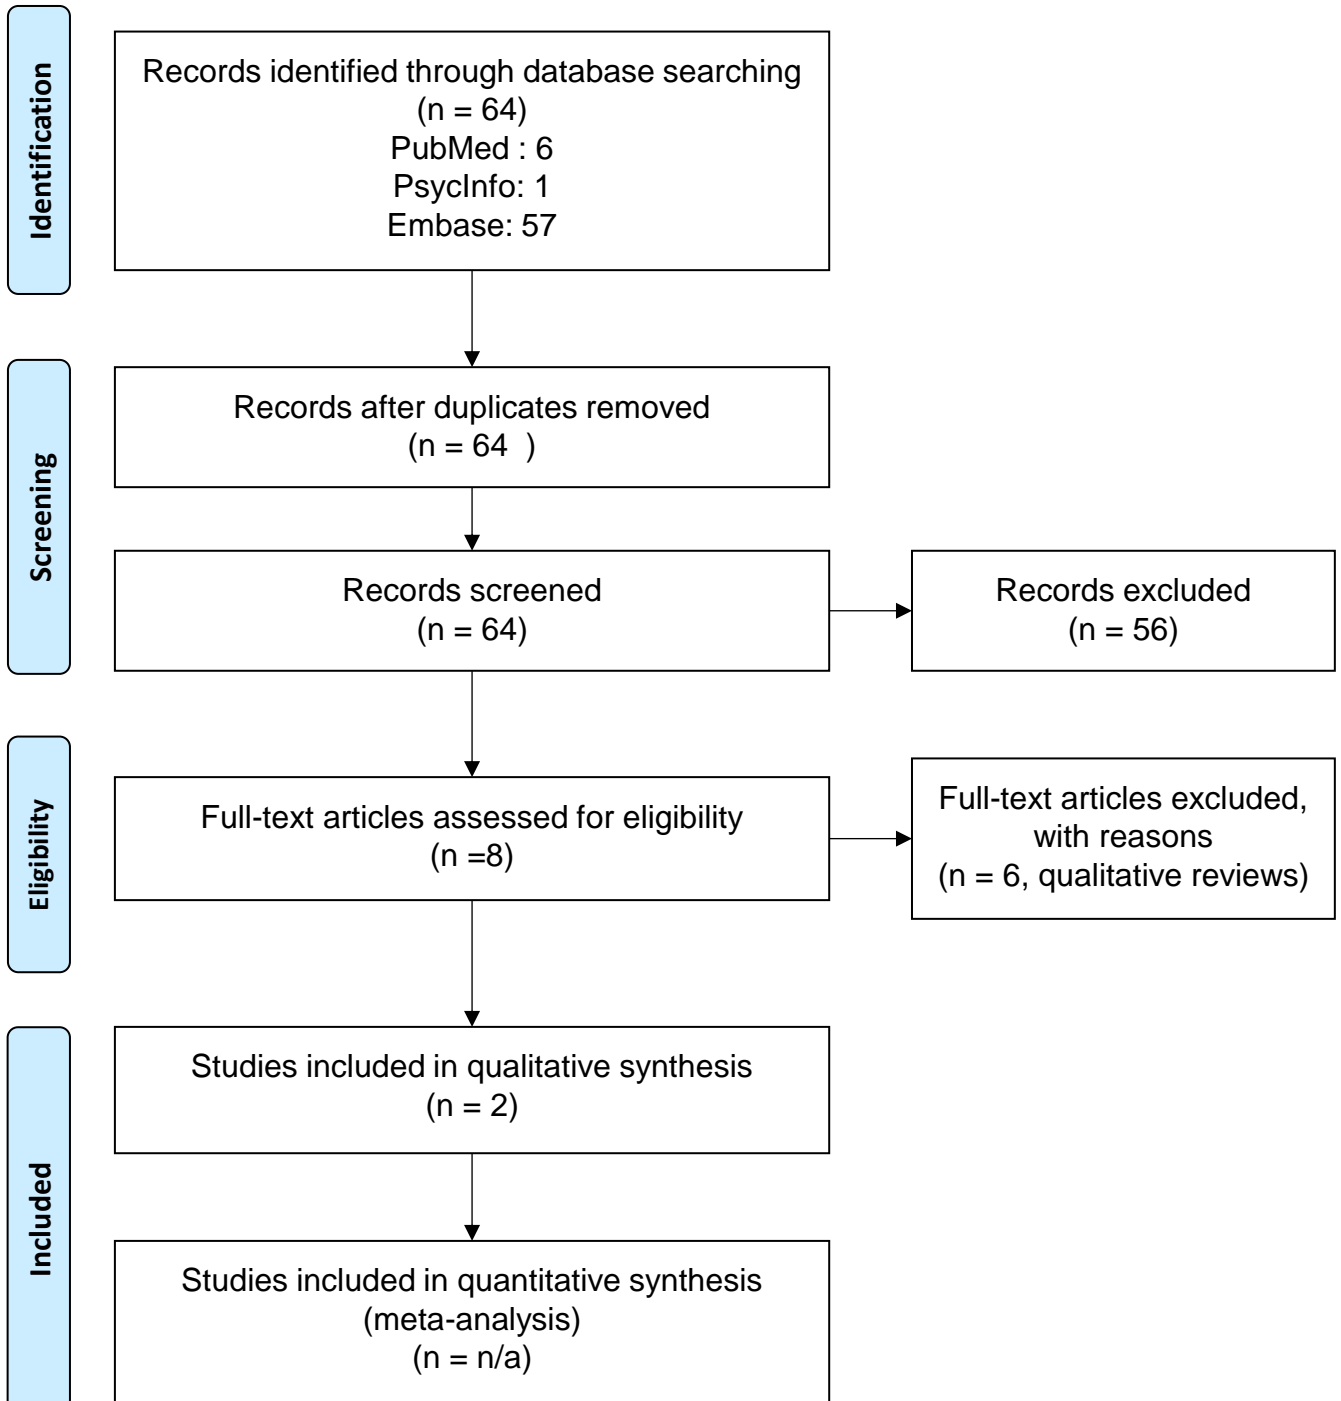 Identification
Records identified through database searching
(n = 64)
PubMed : 6
PsycInfo: 1
Embase: 57
Screening
Records after duplicates removed
(n = 64  )
Records screened
(n = 64)
Records excluded
(n = 56)
Eligibility
Full-text articles assessed for eligibility
(n =8)
Full-text articles excluded,
with reasons
(n = 6, qualitative reviews)
Included
Studies included in qualitative synthesis
(n = 2)
Studies included in quantitative synthesis
(meta-analysis)
(n = n/a)